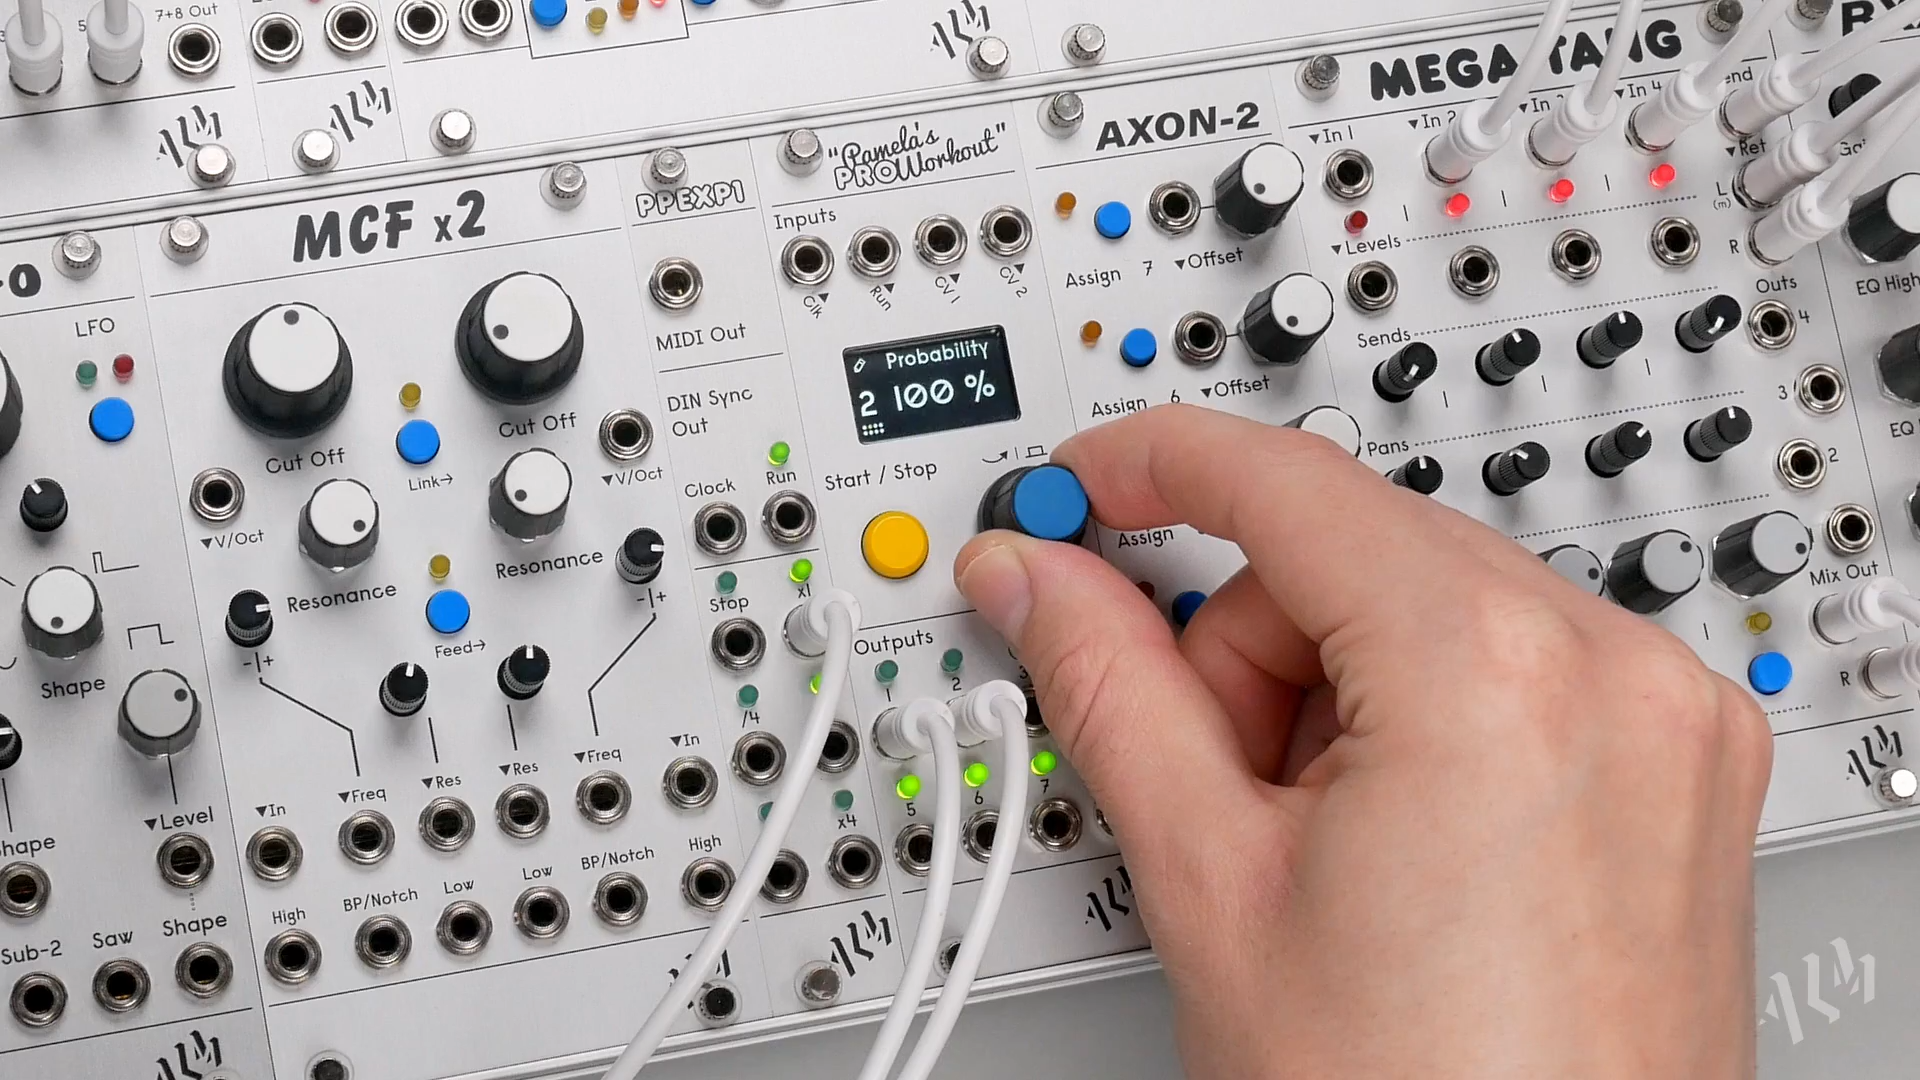 7+8 Out
5
MCF x2
LFO
Cut Off
Cut Off
Link→
▼V/Oct
▼V/Oct
Resonance
Resonance
Feed→
-|+
-|+
Shape
▼Level
Shape
Sub-2
Saw
▼In
▼Freq
▼Res
▼Res
▼Freq
▼In
High
BP/Notch
Low
Low
BP/Notch
High
PPEXP1
MIDI Out
DIN Sync
Out
Clock
Run
Stop
x1
/4
x4
"Pamela's
PRO Workout"
Inputs
Clk
Run
CV 1
CV 2
Probability
2 100 %
Start / Stop
Outputs
1
2
3
5
6
7
AXON-2
Assign 7 ▼Offset
Assign 6 ▼Offset
Assign
MEGA TANG
▼In 1
▼In 2
▼In 3
▼In 4
▼Ret
L
(m)
R
▼Levels
Sends
Pans
Outs
4
3
2
Mix Out
R
EQ High
EQ